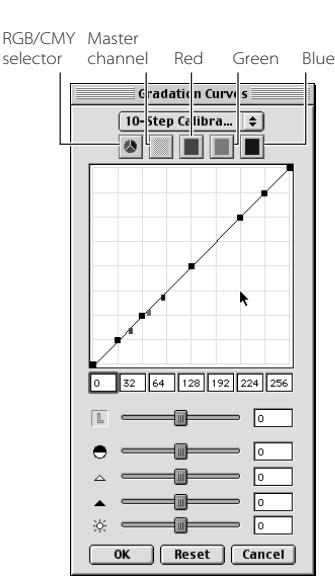 RGB/CMY Master
selector channel Red Green Blue
Gradation Curves
10-Step Calibra...
0 32 64 128 192 224 256
L 0
0
0
0
0
OK Reset Cancel